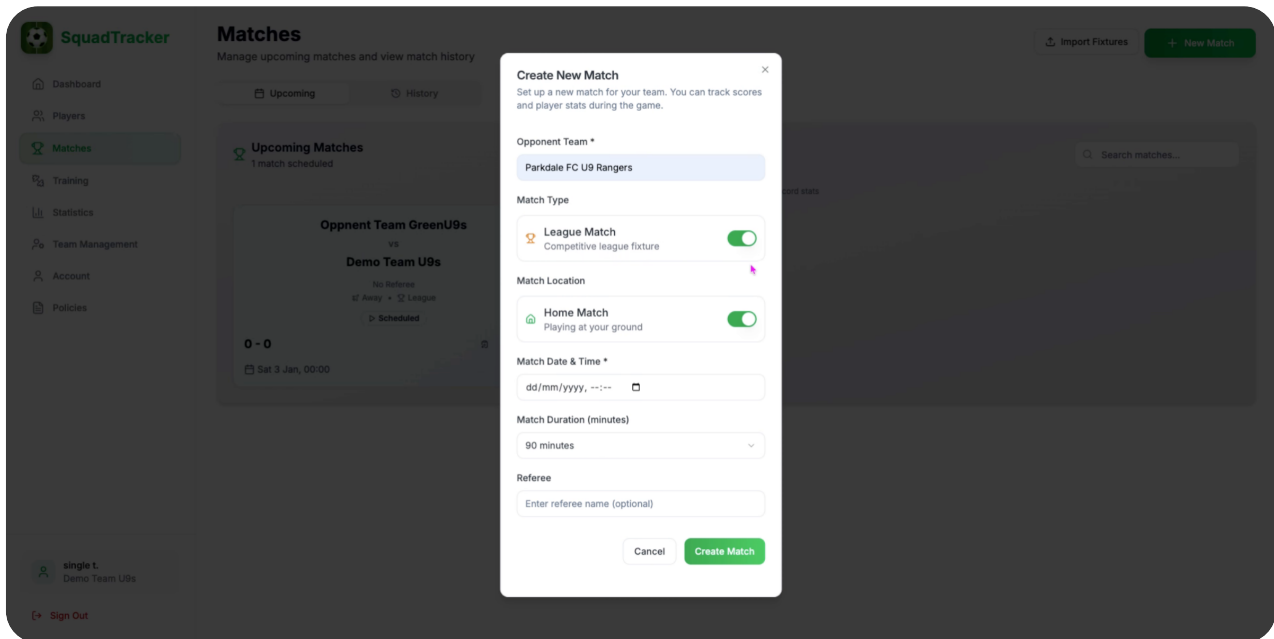 SquadTracker
Dashboard
Players
Matches
Training
Statistics
Team Management
Account
Policies
single t.
Demo Team U9s
Sign Out
Matches
Manage upcoming matches and view match history
Import Fixtures
+ New Match
Upcoming
History
Upcoming Matches
1 match scheduled
Search matches...
ord stats
Oppnent Team GreenU9s
vs
Demo Team U9s
No Referee
Away • League
Scheduled
0 - 0
Sat 3 Jan, 00:00
Create New Match
Set up a new match for your team. You can track scores
and player stats during the game.
Opponent Team *
Parkdale FC U9 Rangers
Match Type
League Match
Competitive league fixture
Match Location
Home Match
Playing at your ground
Match Date & Time *
dd/mm/yyyy, --:--
Match Duration (minutes)
90 minutes
Referee
Enter referee name (optional)
Cancel
Create Match